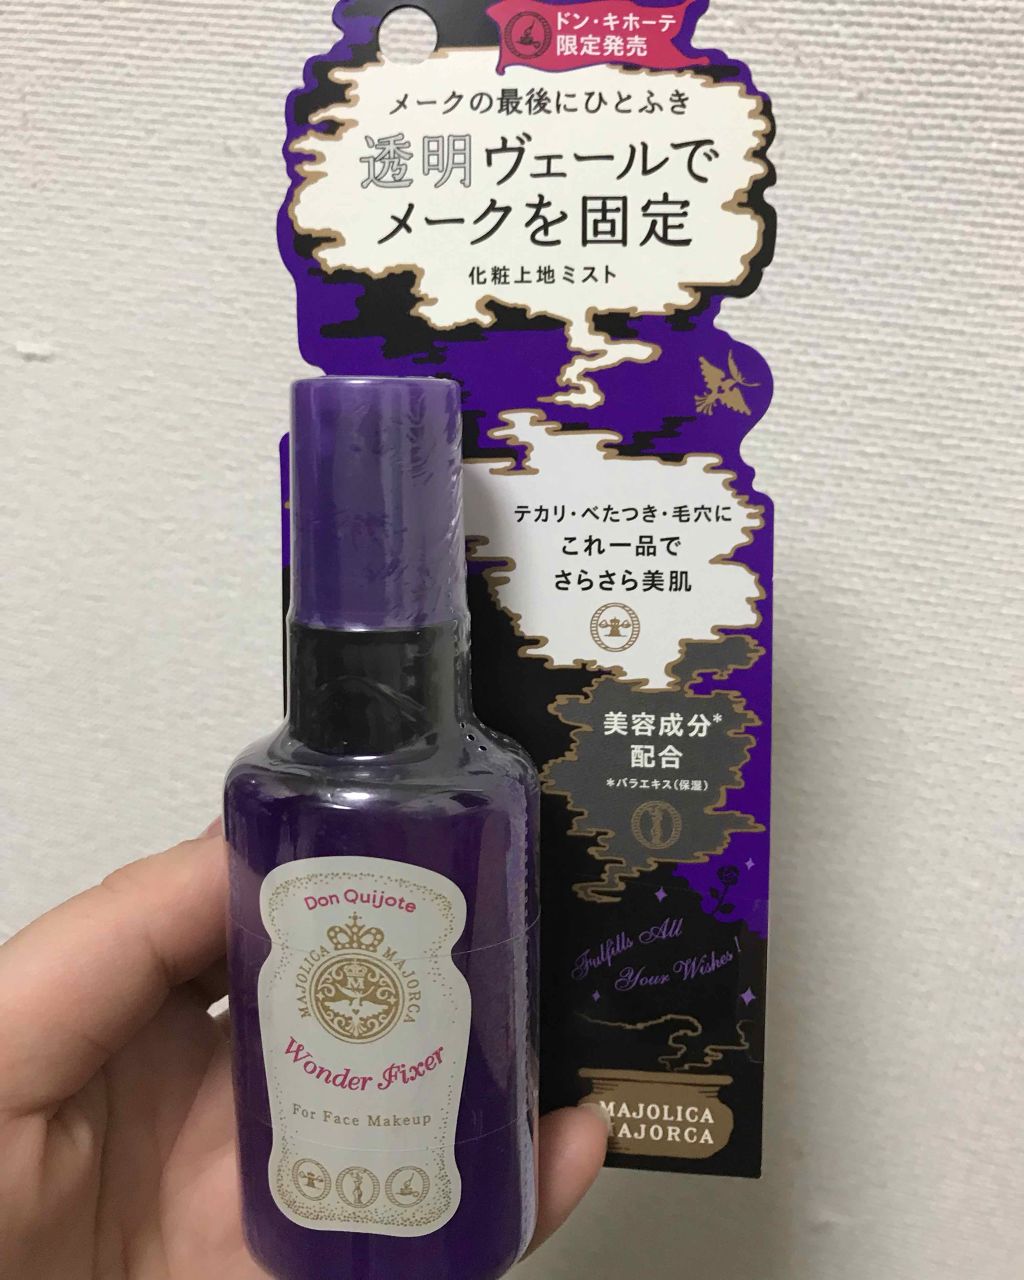 ドン・キホーテ
限定発売
メークの最後にひとふき
透明ヴェールで
メークを固定
化粧上地ミスト
テカリ・べたつき・毛穴に
これ一品で
さらさら美肌
美容成分*
配合
*バラエキス(保湿)
Fulfills All
Your Wishes!
MAJOLICA
MAJORCA
Don Quijote
MAJOLICA MAJORCA
M
Wonder Fixer
For Face Makeup